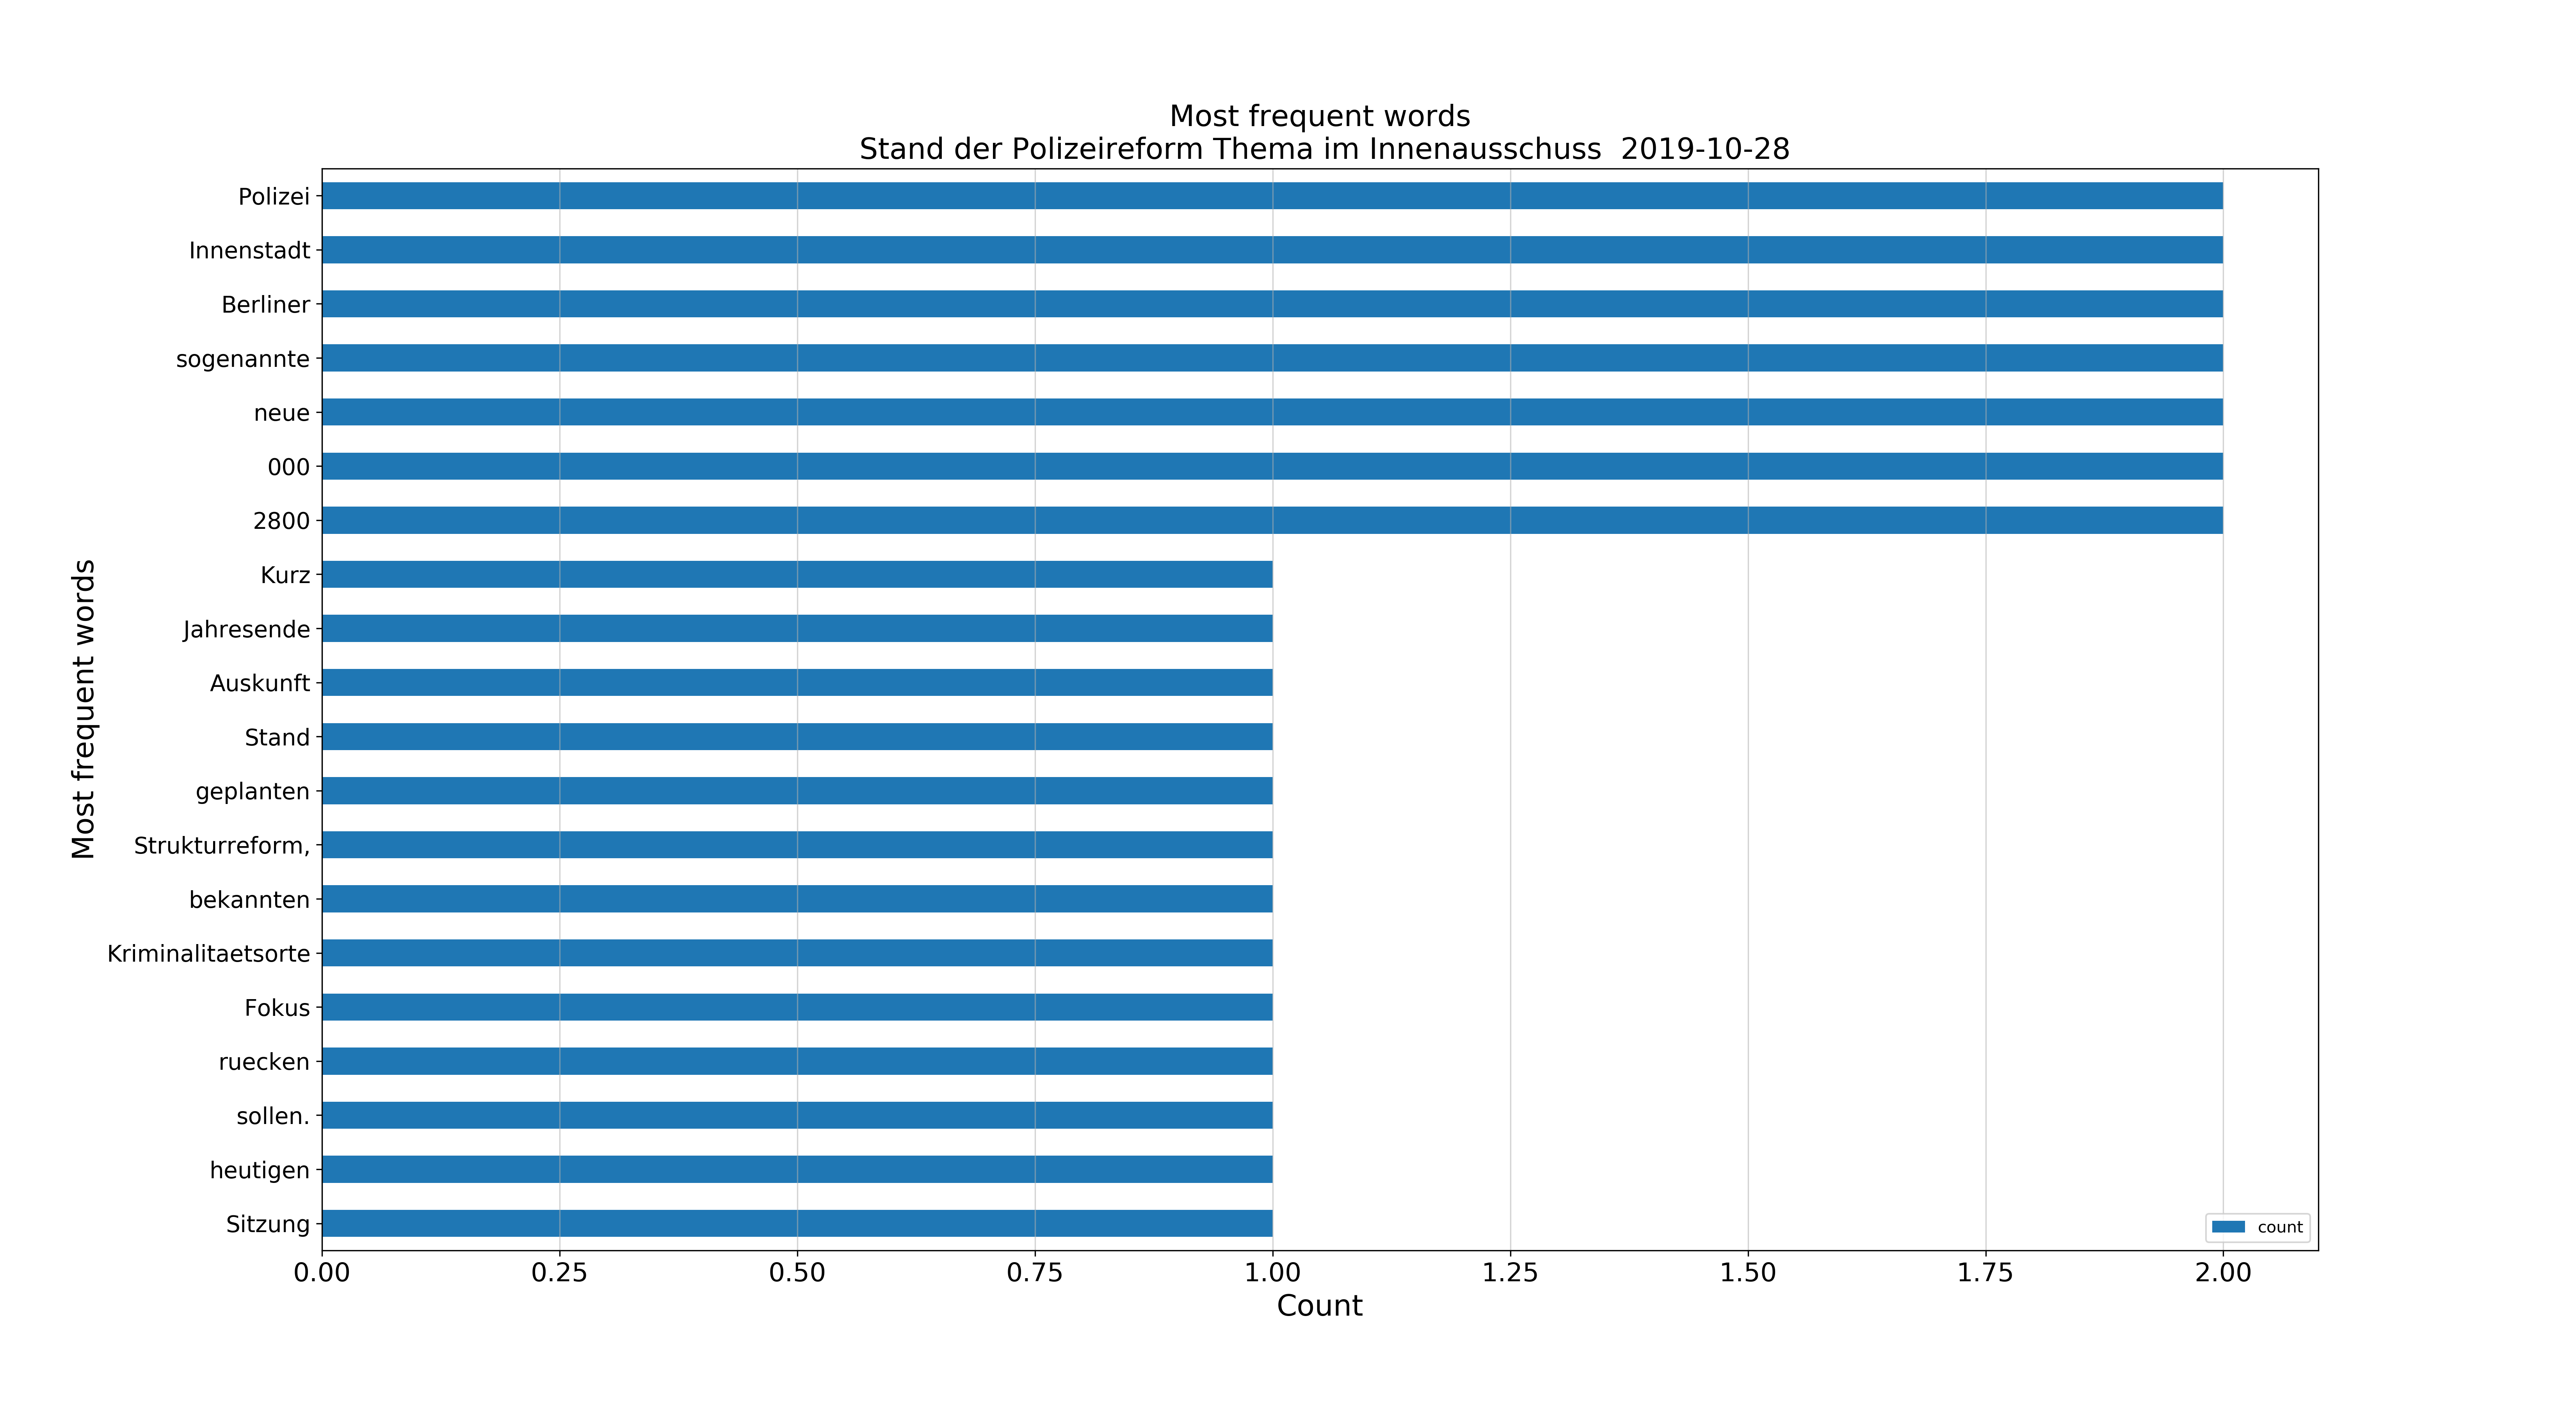 Most frequent words
Stand der Polizeireform Thema im Innenausschuss  2019-10-28
Most frequent words
Polizei
Innenstadt
Berliner
sogenannte
neue
000
2800
Kurz
Jahresende
Auskunft
Stand
geplanten
Strukturreform,
bekannten
Kriminalitaetsorte
Fokus
ruecken
sollen.
heutigen
Sitzung
count
0.00 0.25 0.50 0.75 1.00 1.25 1.50 1.75 2.00
Count